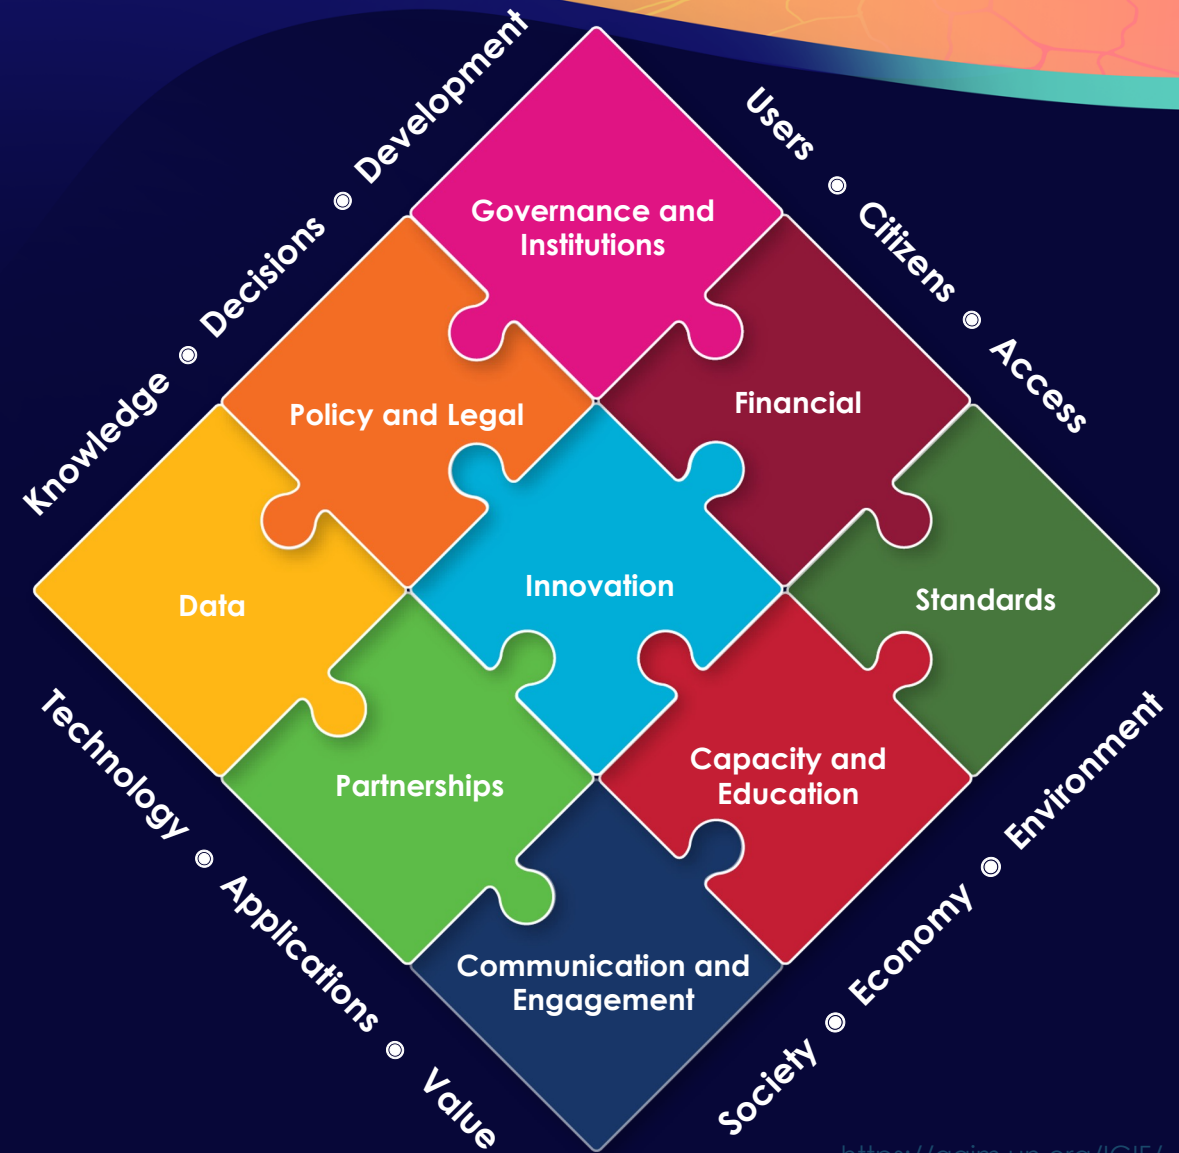 Knowledge ◉ Decisions ◉ Development
Users ◉ Citizens ◉ Access
Governance and
Institutions
Policy and Legal
Financial
Data
Innovation
Standards
Partnerships
Capacity and
Education
Communication and
Engagement
Technology ◉ Applications ◉ Value
Society ◉ Economy ◉ Environment